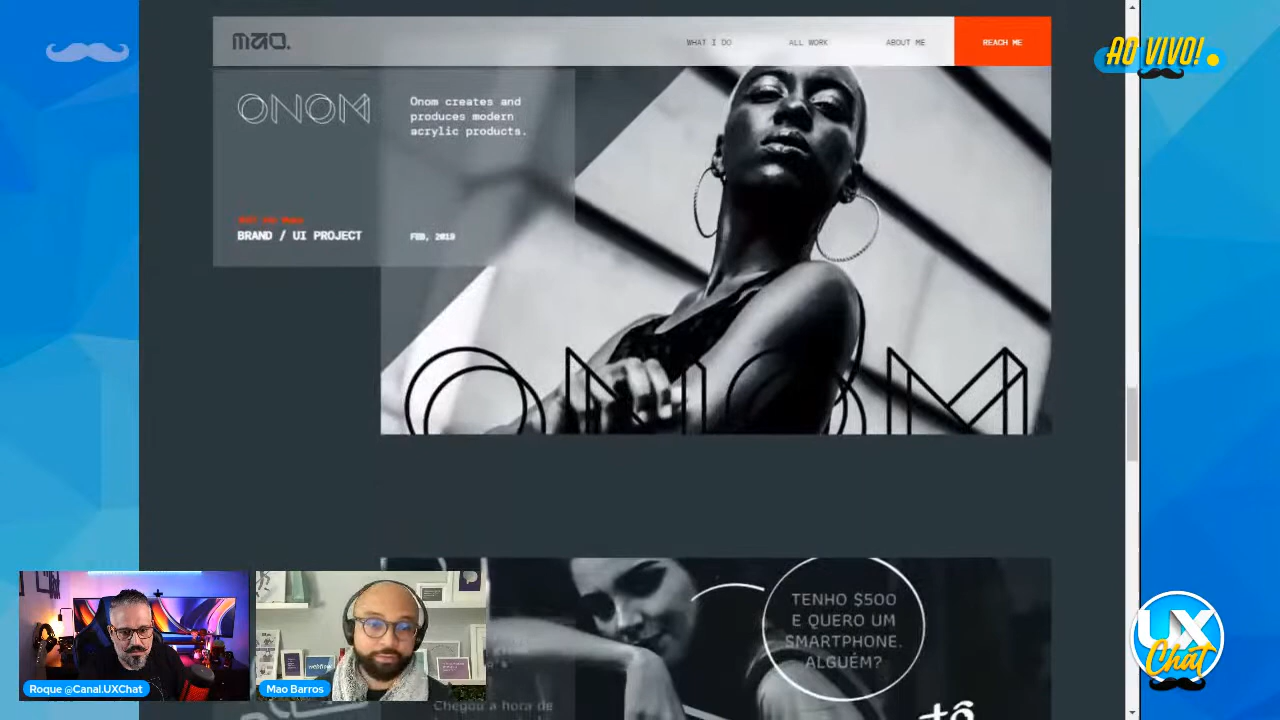 mao.
WHAT I DO
ALL WORK
ABOUT ME
REACH ME
AO VIVO!
ONOM
Onom creates and
produces modern
acrylic products.
BRAND / UI PROJECT
FEB, 2019
ONOM
TENHO $500
E QUERO UM
SMARTPHONE.
ALGUÉM?
tô
Chegou a hora de
webflow
Roque @Canal.UXChat
Mao Barros
UX
Chat